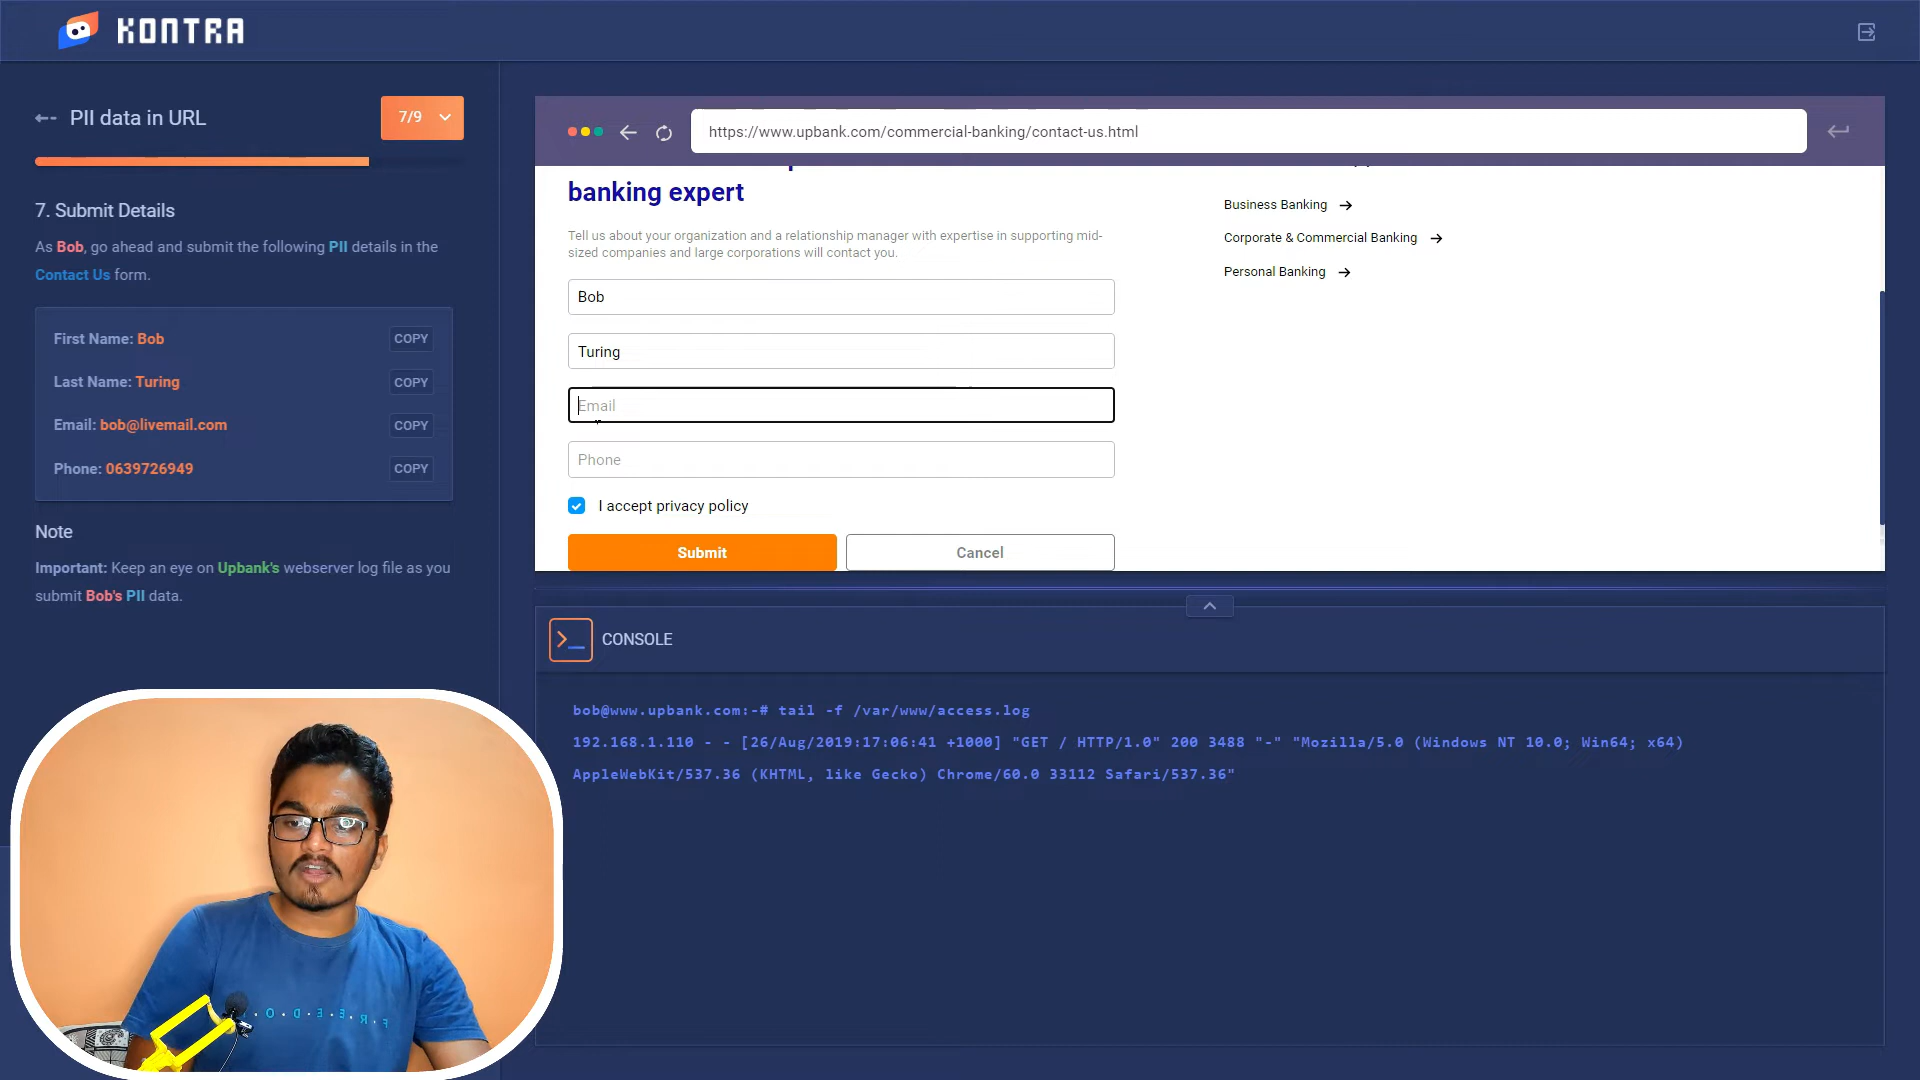 KONTRA
PII data in URL
7/9
7. Submit Details
As Bob, go ahead and submit the following PII details in the
Contact Us form.
First Name: Bob
COPY
Last Name: Turing
COPY
Email: bob@livemail.com
COPY
Phone: 0639726949
COPY
Note
Important: Keep an eye on Upbank's webserver log file as you
submit Bob's PII data.
https://www.upbank.com/commercial-banking/contact-us.html
banking expert
Tell us about your organization and a relationship manager with expertise in supporting mid-
sized companies and large corporations will contact you.
Bob
Turing
Email
Phone
I accept privacy policy
Submit
Cancel
Business Banking
Corporate & Commercial Banking
Personal Banking
CONSOLE
bob@www.upbank.com:-# tail -f /var/www/access.log
192.168.1.110 - - [26/Aug/2019:17:06:41 +1000] "GET / HTTP/1.0" 200 3488 "-" "Mozilla/5.0 (Windows NT 10.0; Win64; x64)
AppleWebKit/537.36 (KHTML, like Gecko) Chrome/60.0 33112 Safari/537.36"